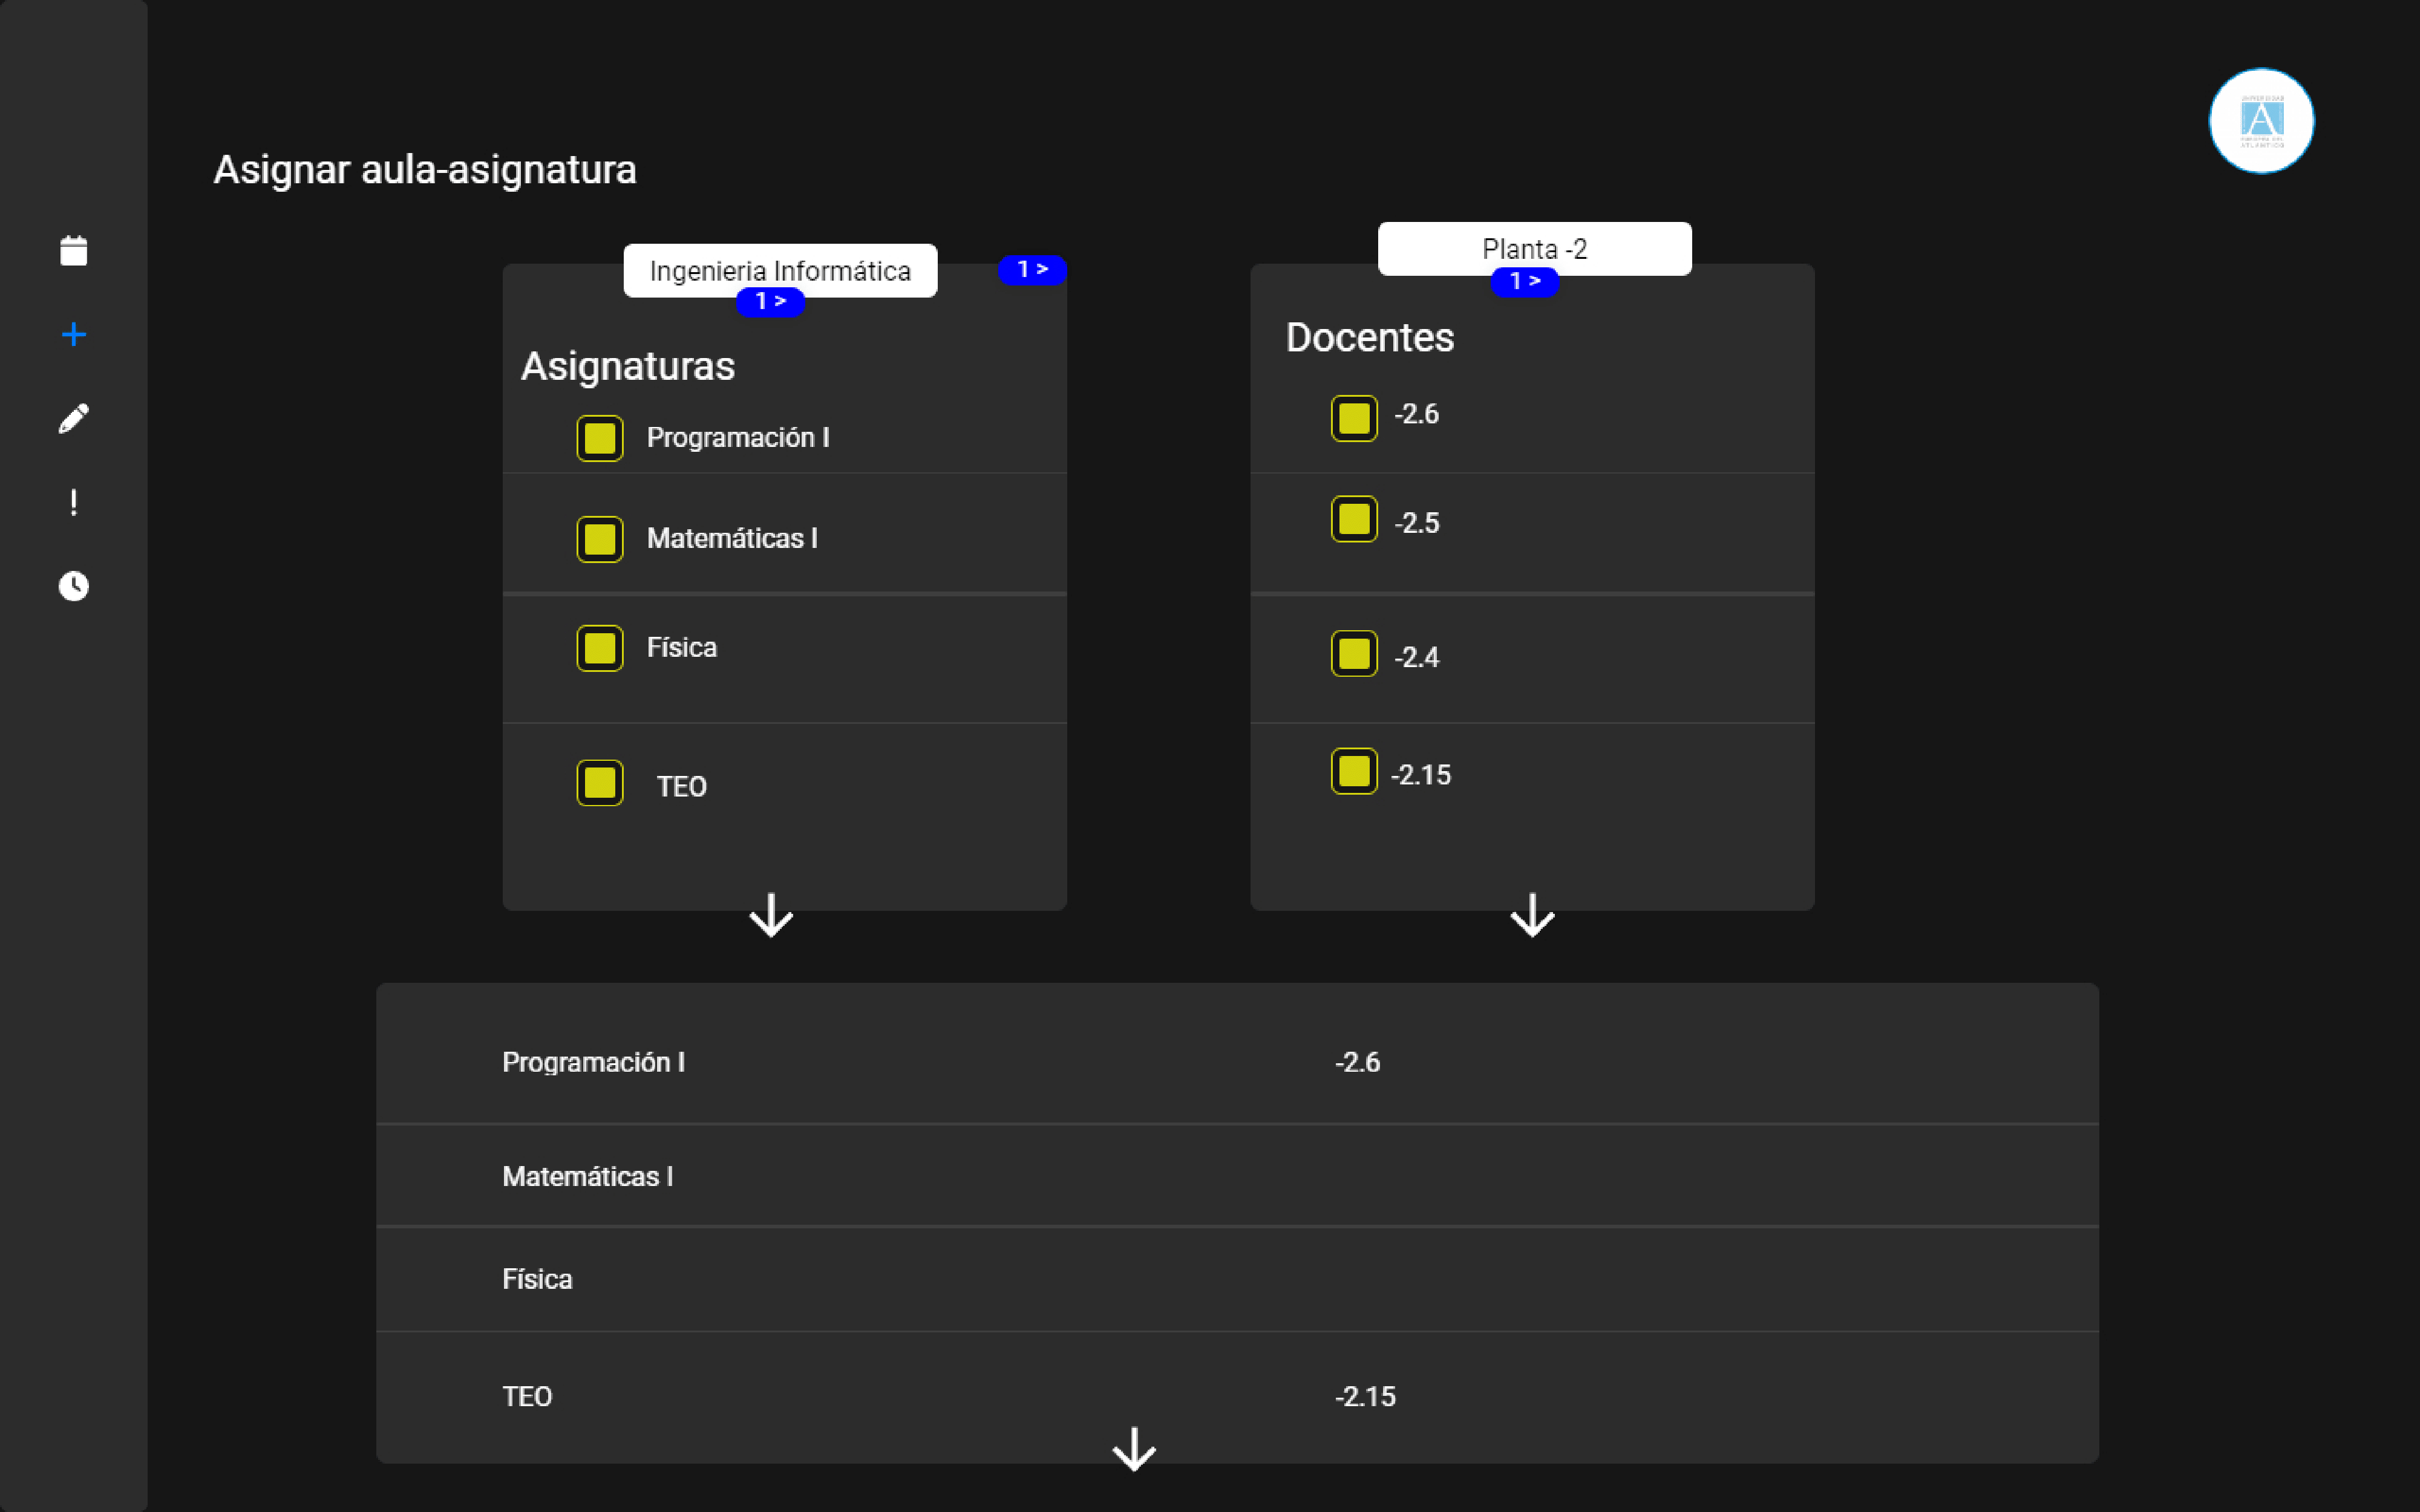 Asignar aula-asignatura
Ingenieria Informática
1 >
1 >
Asignaturas
Programación I
Matemáticas I
Física
TEO
Planta -2
1 >
Docentes
-2.6
-2.5
-2.4
-2.15
Programación I -2.6
Matemáticas I
Física
TEO -2.15
A
ATLÁNTICO